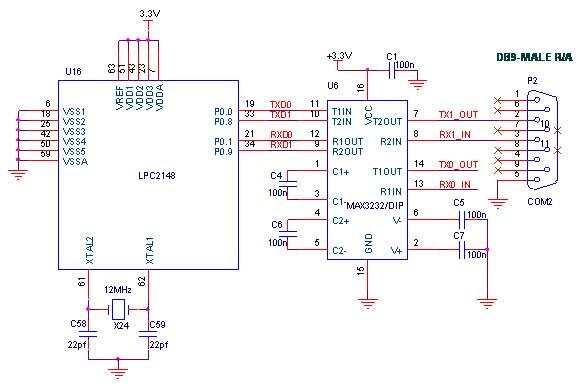 3.3V
63
51
43
23
7
VREF
VDD1
VDD2
VDD3
VDDA
U16
6 VSS1
18 VSS2
25 VSS3
42 VSS4
50 VSS5
59 VSSA
LPC2148
P0.0 19 TXD0
P0.8 33 TXD1
P0.1 21 RXD0
P0.9 34 RXD1
XTAL2
XTAL1
61
62
12MHz
X24
C58
22pf
C59
22pf
+3.3V
C1
100n
U6
16
VCC
11 T1IN
10 T2IN
12 R1OUT
9 R2OUT
1 C1+
3 C1-
4 C2+
5 C2-
C4
100n
C6
100n
T2OUT 7 TX1_OUT
R2IN 8 RX1_IN
T1OUT 14 TX0_OUT
R1IN 13 RX0_IN
MAX3232/DIP
V- 6
V+ 2
GND
15
C5
100n
C7
100n
DB9-MALE R/A
P2
1
6
2
7
10
3
8
11
4
9
5
COM2